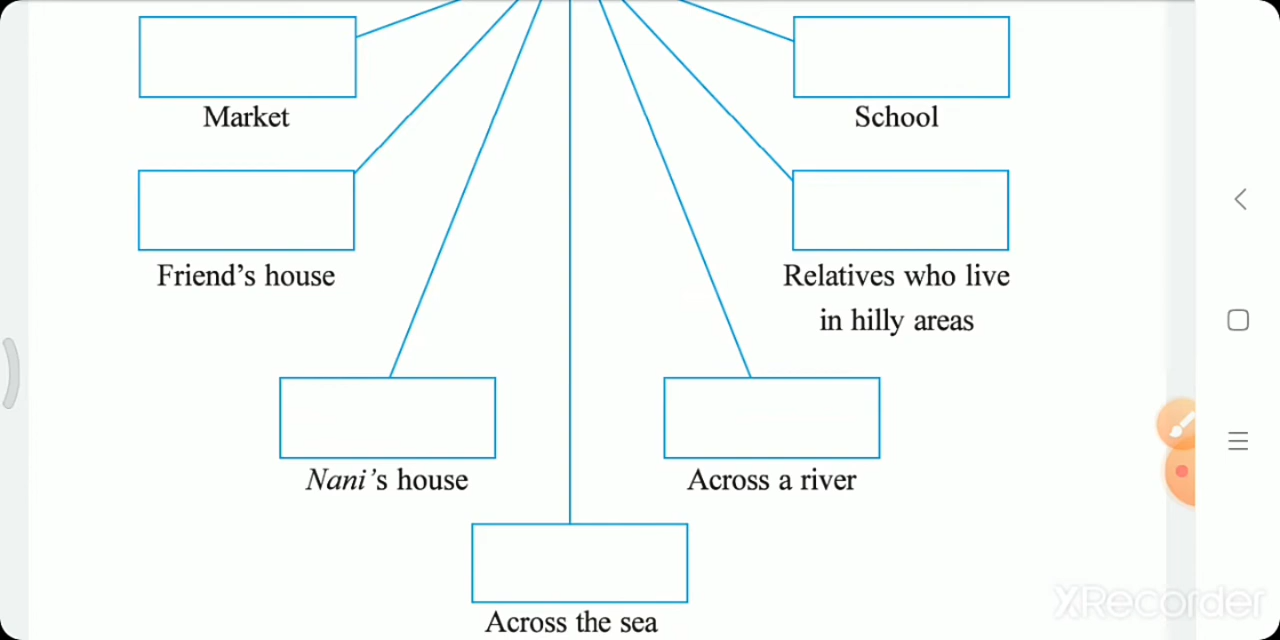 Market
School
Friend’s house
Relatives who live
in hilly areas
Nani’s house
Across a river
Across the sea
XRecorder